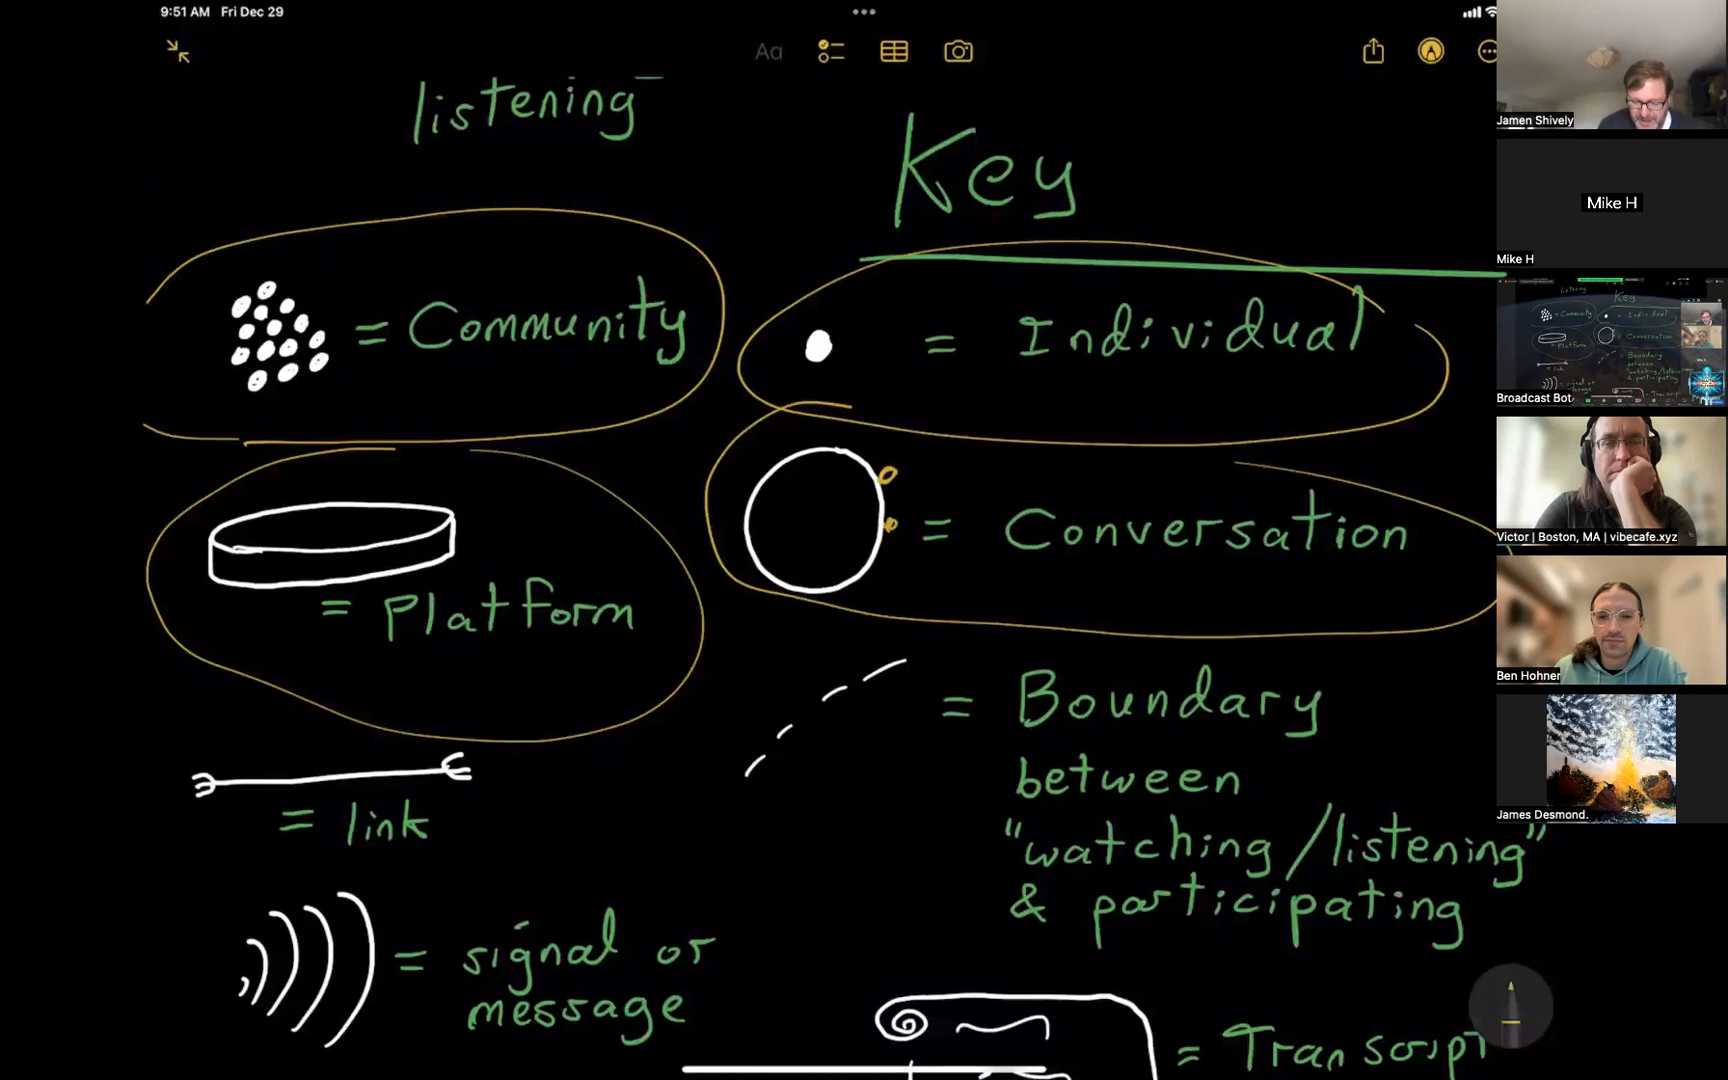 9:51 AM Fri Dec 29
Aa
listening
Key
= Community
= Individual
= Conversation
= Platform
= Boundary
between
"watching/listening"
& participating
= link
= signal or
message
= Transcript
Jamen Shively
Mike H
Mike H
Broadcast Bot
Victor | Boston, MA | vibecafe.xyz
Ben Hohner
James Desmond.